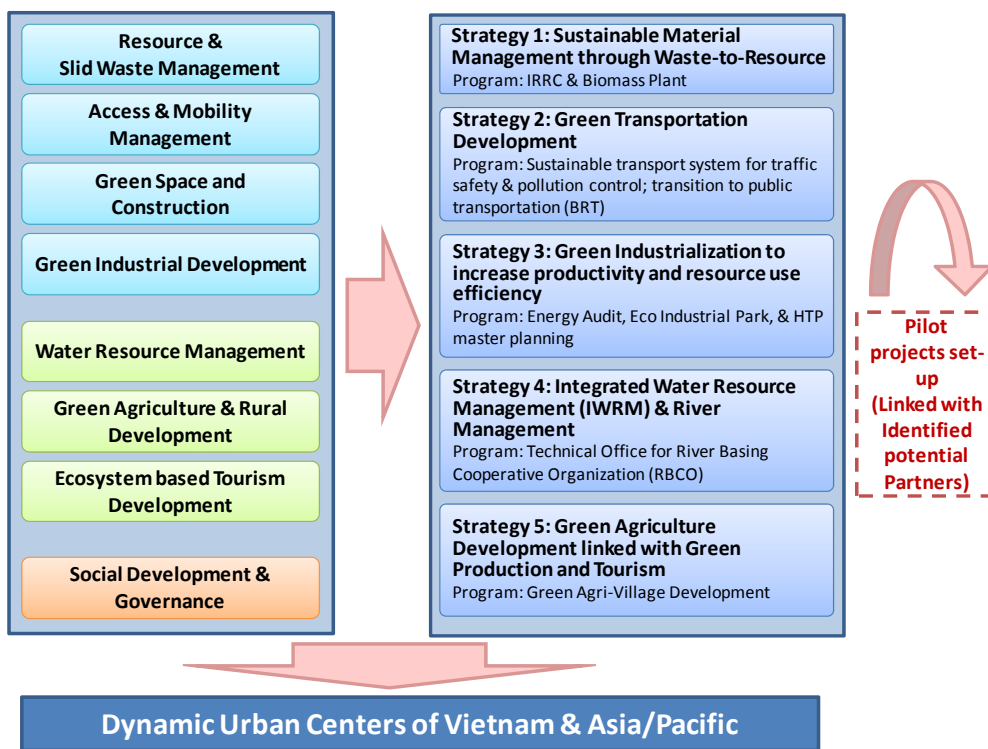 Resource &
Slid Waste Management
Access & Mobility
Management
Green Space and
Construction
Green Industrial Development
Water Resource Management
Green Agriculture & Rural
Development
Ecosystem based Tourism
Development
Social Development &
Governance
Strategy 1: Sustainable Material
Management through Waste-to-Resource
Program: IRRC & Biomass Plant
Strategy 2: Green Transportation
Development
Program: Sustainable transport system for traffic
safety & pollution control; transition to public
transportation (BRT)
Strategy 3: Green Industrialization to
increase productivity and resource use
efficiency
Program: Energy Audit, Eco Industrial Park, & HTP
master planning
Strategy 4: Integrated Water Resource
Management (IWRM) & River
Management
Program: Technical Office for River Basing
Cooperative Organization (RBCO)
Strategy 5: Green Agriculture
Development linked with Green
Production and Tourism
Program: Green Agri-Village Development
Pilot
projects set-
up
(Linked with
Identified
potential
Partners)
Dynamic Urban Centers of Vietnam & Asia/Pacific